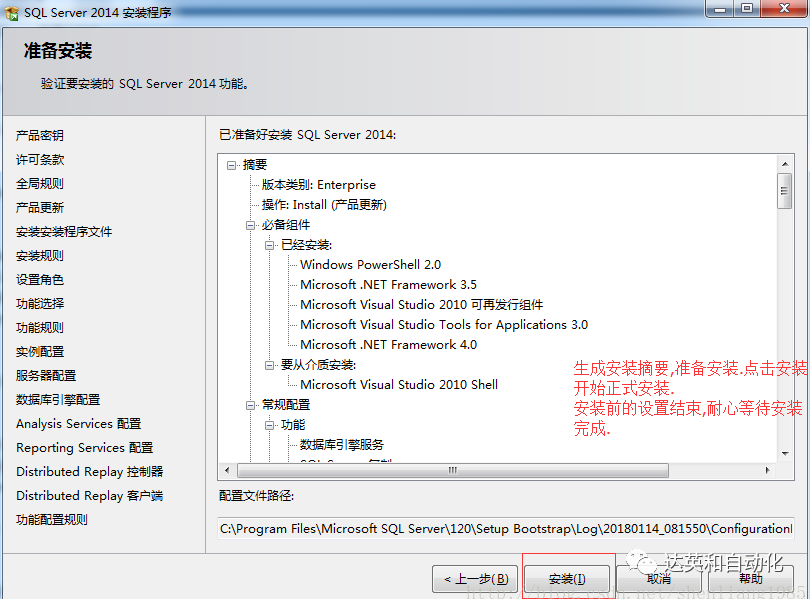 SQL Server 2014 安装程序
准备安装
验证要安装的 SQL Server 2014 功能。
产品密钥
许可条款
全局规则
产品更新
安装安装程序文件
安装规则
设置角色
功能选择
功能规则
实例配置
服务器配置
数据库引擎配置
Analysis Services 配置
Reporting Services 配置
Distributed Replay 控制器
Distributed Replay 客户端
功能配置规则
已准备好安装 SQL Server 2014:
摘要
版本类别: Enterprise
操作: Install (产品更新)
必备组件
已经安装:
Windows PowerShell 2.0
Microsoft .NET Framework 3.5
Microsoft Visual Studio 2010 可再发行组件
Microsoft Visual Studio Tools for Applications 3.0
Microsoft .NET Framework 4.0
要从介质安装:
Microsoft Visual Studio 2010 Shell
常规配置
功能
数据库引擎服务
生成安装摘要,准备安装.点击安装
开始正式安装.
安装前的设置结束,耐心等待安装
完成.
配置文件路径:
C:\Program Files\Microsoft SQL Server\120\Setup Bootstrap\Log\20180114_081550\Configuration
< 上一步(B)
安装(I)
取消
帮助
达英和自动化